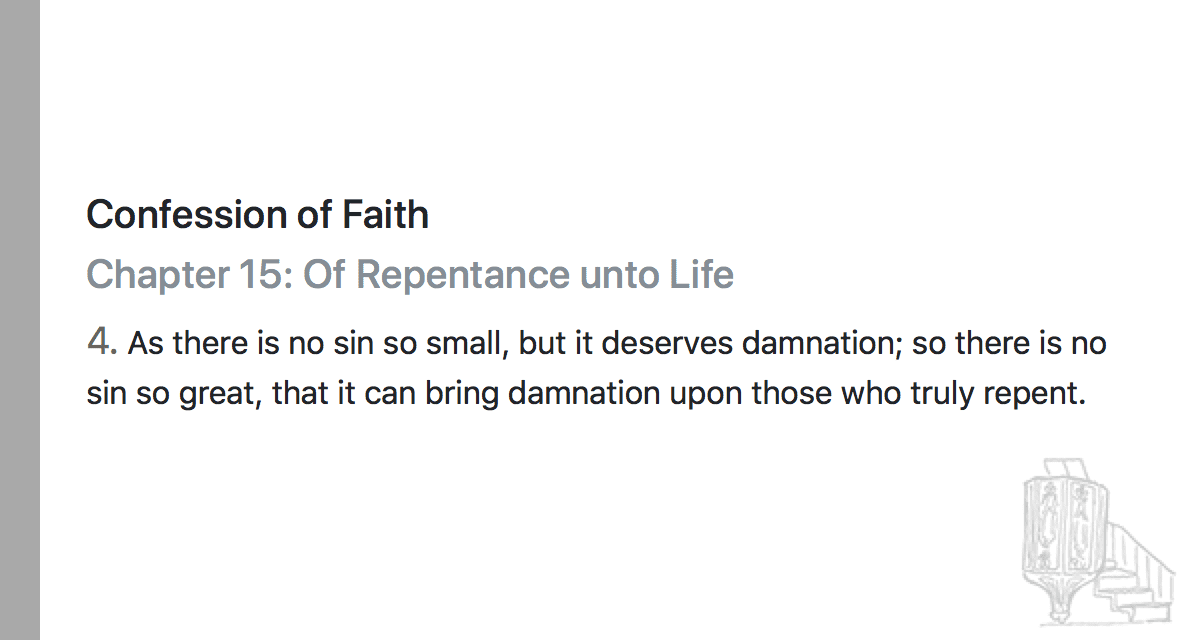 Confession of Faith
Chapter 15: Of Repentance unto Life
4. As there is no sin so small, but it deserves damnation; so there is no
sin so great, that it can bring damnation upon those who truly repent.